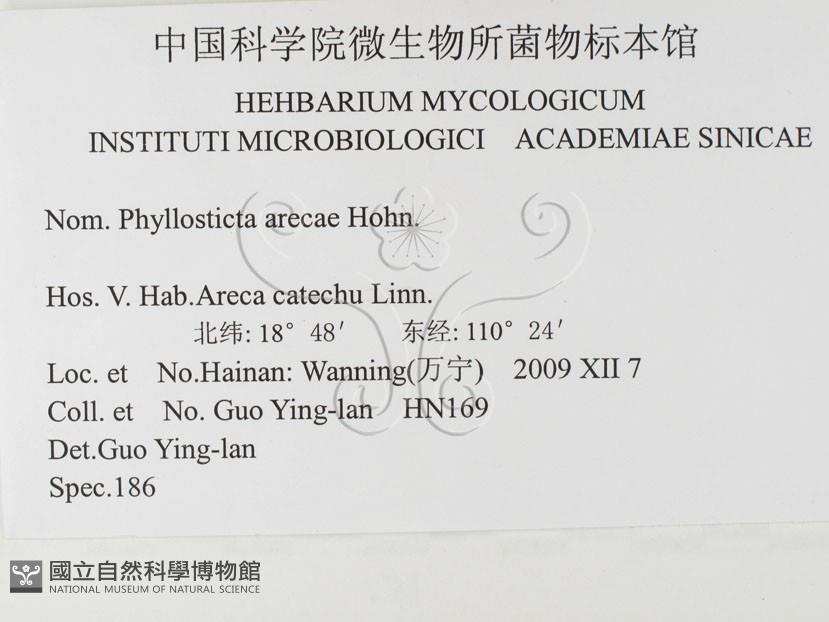 中国科学院微生物所菌物标本馆
HEHBARIUM MYCOLOGICUM
INSTITUTI MICROBIOLOGICI ACADEMIAE SINICAE
Nom. Phyllosticta arecae Hohn.
Hos. V. Hab.Areca catechu Linn.
北纬: 18° 48′ 东经: 110° 24′
Loc. et No.Hainan: Wanning(万宁) 2009 XII 7
Coll. et No. Guo Ying-lan HN169
Det.Guo Ying-lan
Spec.186
國立自然科學博物館
NATIONAL MUSEUM OF NATURAL SCIENCE